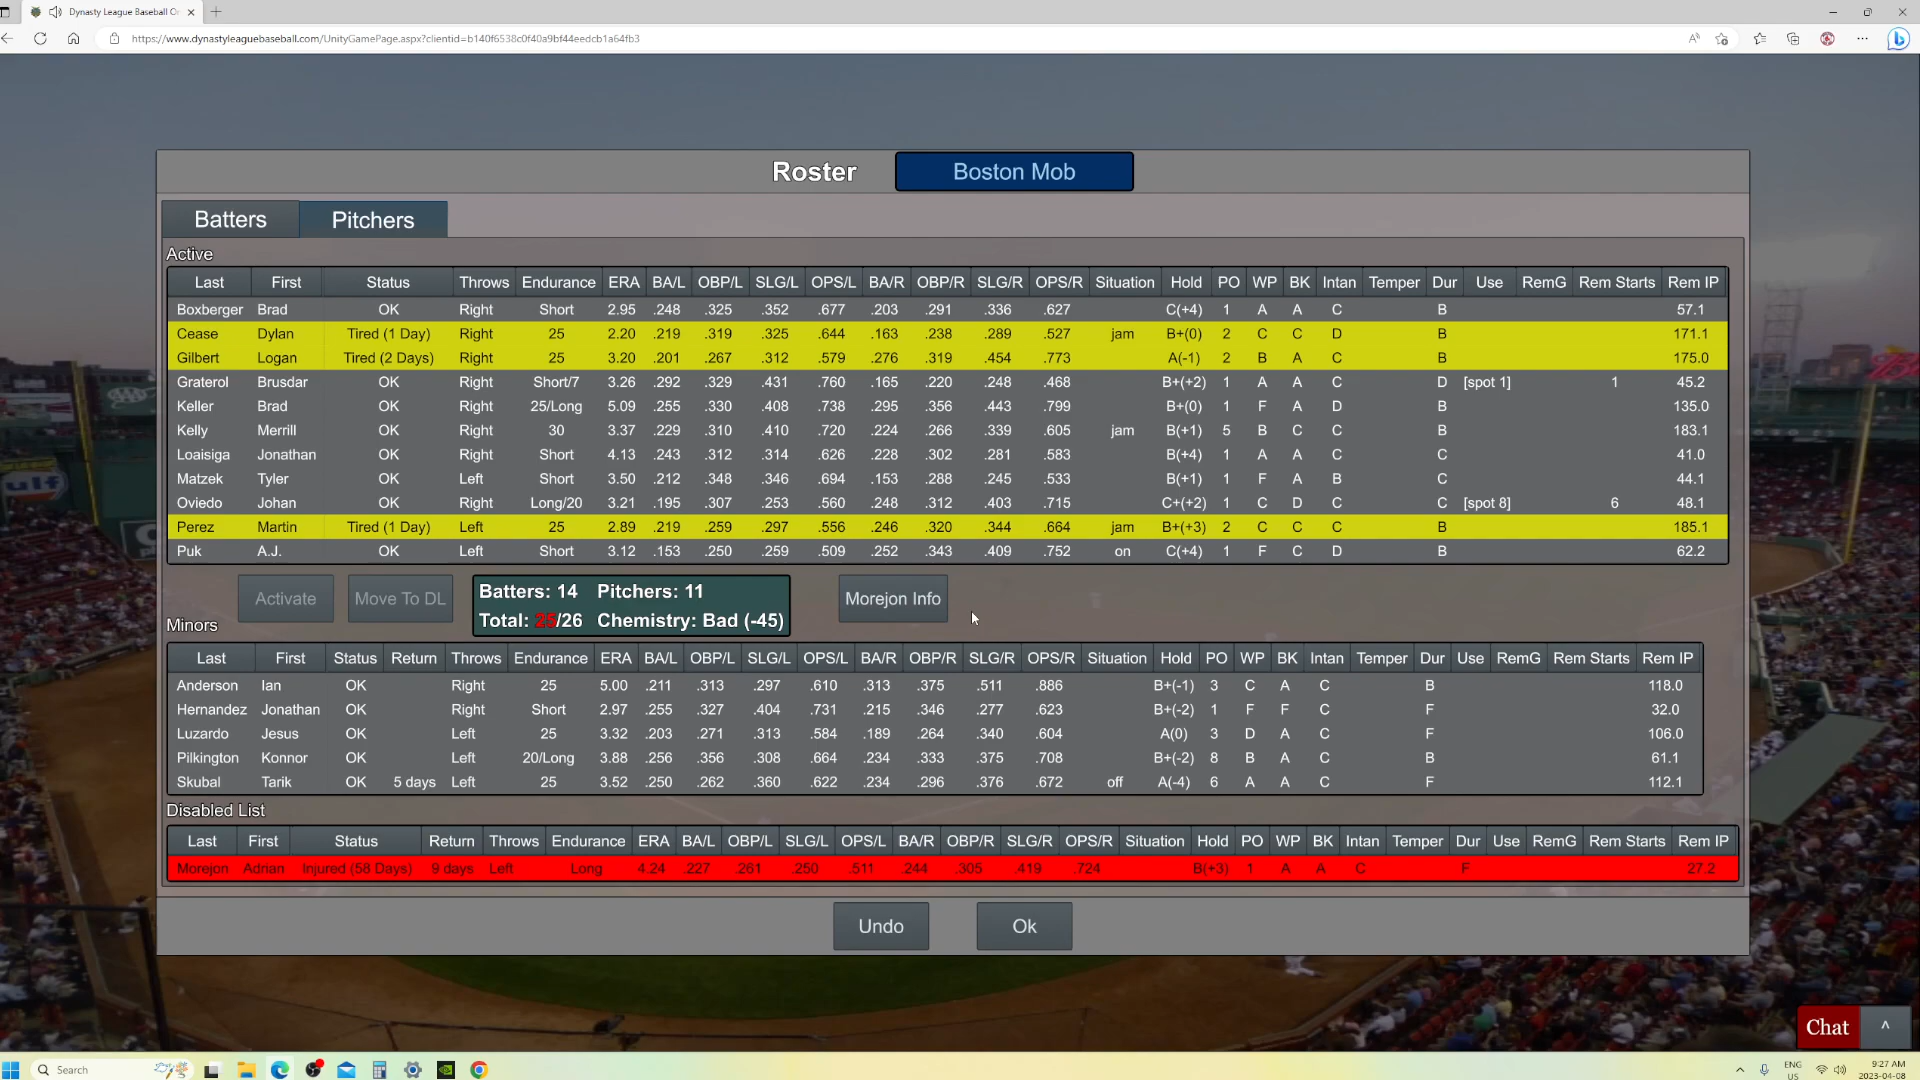 Dynasty League Baseball On
https://www.dynastyleaguebaseball.com/UnityGamePage.aspx?clientid=b140f6538c0f40a9bf44eedcb1a64fb3
Roster Boston Mob
Batters Pitchers
Active
Last First Status Throws Endurance ERA BA/L OBP/L SLG/L OPS/L BA/R OBP/R SLG/R OPS/R Situation Hold PO WP BK Intan Temper Dur Use RemG Rem Starts Rem IP
Boxberger Brad OK Right Short 2.95 .248 .325 .352 .677 .203 .291 .336 .627 C(+4) 1 A A C B 57.1
Cease Dylan Tired (1 Day) Right 25 2.20 .219 .319 .325 .644 .163 .238 .289 .527 jam B+(0) 2 C C D B 171.1
Gilbert Logan Tired (2 Days) Right 25 3.20 .201 .267 .312 .579 .276 .319 .454 .773 A(-1) 2 B A C B 175.0
Graterol Brusdar OK Right Short/7 3.26 .292 .329 .431 .760 .165 .220 .248 .468 B+(+2) 1 A A C D [spot 1] 1 45.2
Keller Brad OK Right 25/Long 5.09 .255 .330 .408 .738 .295 .356 .443 .799 B+(0) 1 F A D B 135.0
Kelly Merrill OK Right 30 3.37 .229 .310 .410 .720 .224 .266 .339 .605 jam B(+1) 5 B C C B 183.1
Loaisiga Jonathan OK Right Short 4.13 .243 .312 .314 .626 .228 .302 .281 .583 B(+4) 1 A A C C 41.0
Matzek Tyler OK Left Short 3.50 .212 .348 .346 .694 .153 .288 .245 .533 B(+1) 1 F A B C 44.1
Oviedo Johan OK Right Long/20 3.21 .195 .307 .253 .560 .248 .312 .403 .715 C+(+2) 1 C D C C [spot 8] 6 48.1
Perez Martin Tired (1 Day) Left 25 2.89 .219 .259 .297 .556 .246 .320 .344 .664 jam B+(+3) 2 C C C B 185.1
Puk A.J. OK Left Short 3.12 .153 .250 .259 .509 .252 .343 .409 .752 on C(+4) 1 F C D B 62.2
Activate Move To DL Batters: 14 Pitchers: 11 Morejon Info
Total: 25/26 Chemistry: Bad (-45)
Minors
Last First Status Return Throws Endurance ERA BA/L OBP/L SLG/L OPS/L BA/R OBP/R SLG/R OPS/R Situation Hold PO WP BK Intan Temper Dur Use RemG Rem Starts Rem IP
Anderson Ian OK Right 25 5.00 .211 .313 .297 .610 .313 .375 .511 .886 B+(-1) 3 C A C B 118.0
Hernandez Jonathan OK Right Short 2.97 .255 .327 .404 .731 .215 .346 .277 .623 B+(-2) 1 F F C F 32.0
Luzardo Jesus OK Left 25 3.32 .203 .271 .313 .584 .189 .264 .340 .604 A(0) 3 D A C F 106.0
Pilkington Konnor OK Left 20/Long 3.88 .256 .356 .308 .664 .234 .333 .375 .708 B+(-2) 8 B A C B 61.1
Skubal Tarik OK 5 days Left 25 3.52 .250 .262 .360 .622 .234 .296 .376 .672 off A(-4) 6 A A C F 112.1
Disabled List
Last First Status Return Throws Endurance ERA BA/L OBP/L SLG/L OPS/L BA/R OBP/R SLG/R OPS/R Situation Hold PO WP BK Intan Temper Dur Use RemG Rem Starts Rem IP
Morejon Adrian Injured (58 Days) 9 days Left Long 4.24 .227 .261 .250 .511 .244 .305 .419 .724 B(+3) 1 A A C F 27.2
Undo Ok
Chat ^
Search
ENG
US
9:27 AM
2023-04-08